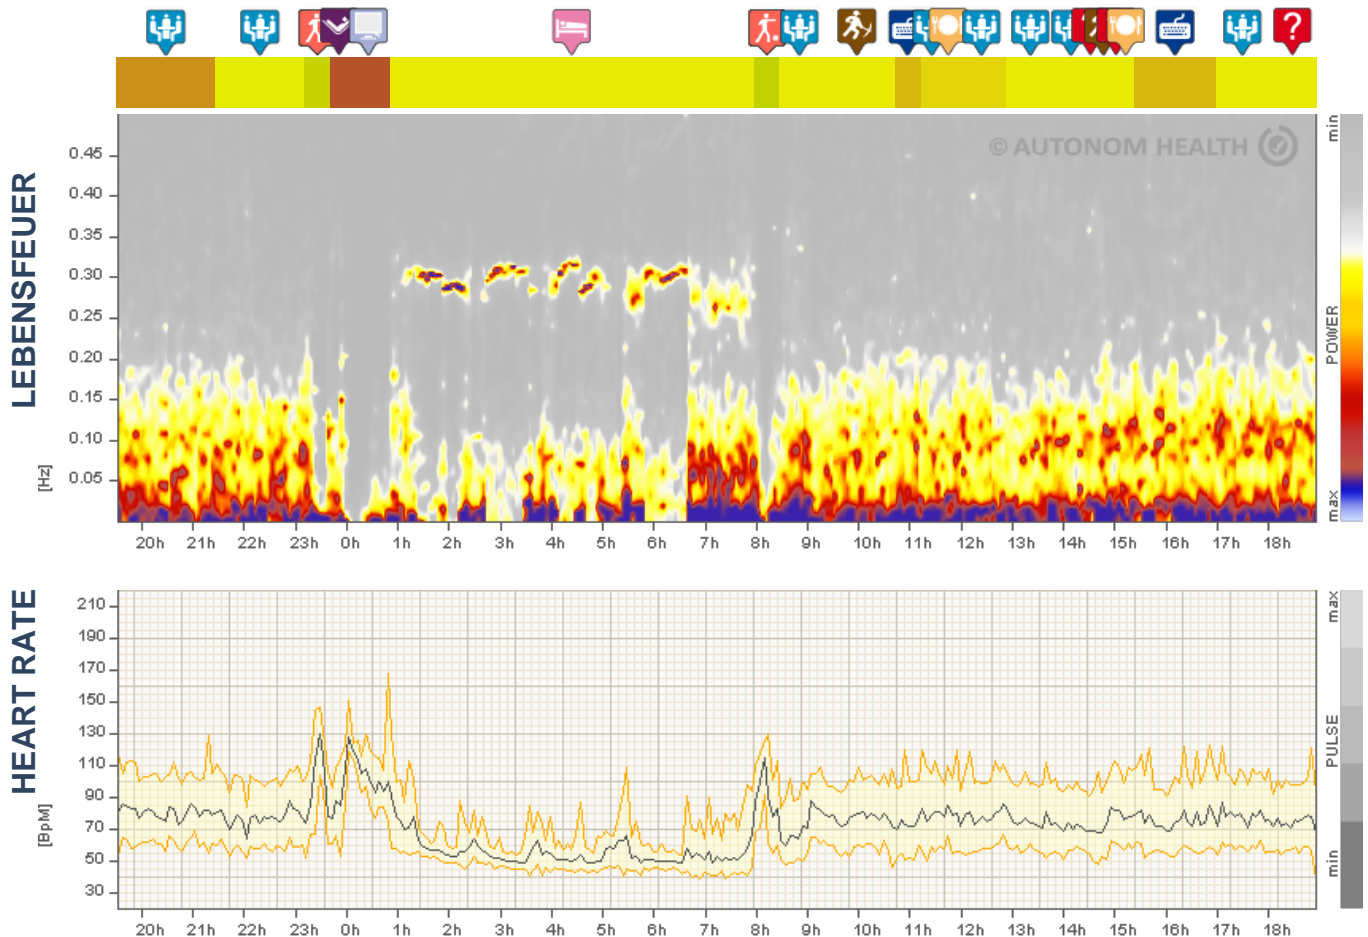 ?
?
© AUTONOM HEALTH
LEBENSFEUER
[Hz]
0.45
0.40
0.35
0.30
0.25
0.20
0.15
0.10
0.05
20h 21h 22h 23h 0h 1h 2h 3h 4h 5h 6h 7h 8h 9h 10h 11h 12h 13h 14h 15h 16h 17h 18h
min
POWER
max
HEART RATE
[BpM]
210
190
170
150
130
110
90
70
50
30
20h 21h 22h 23h 0h 1h 2h 3h 4h 5h 6h 7h 8h 9h 10h 11h 12h 13h 14h 15h 16h 17h 18h
max
PULSE
min